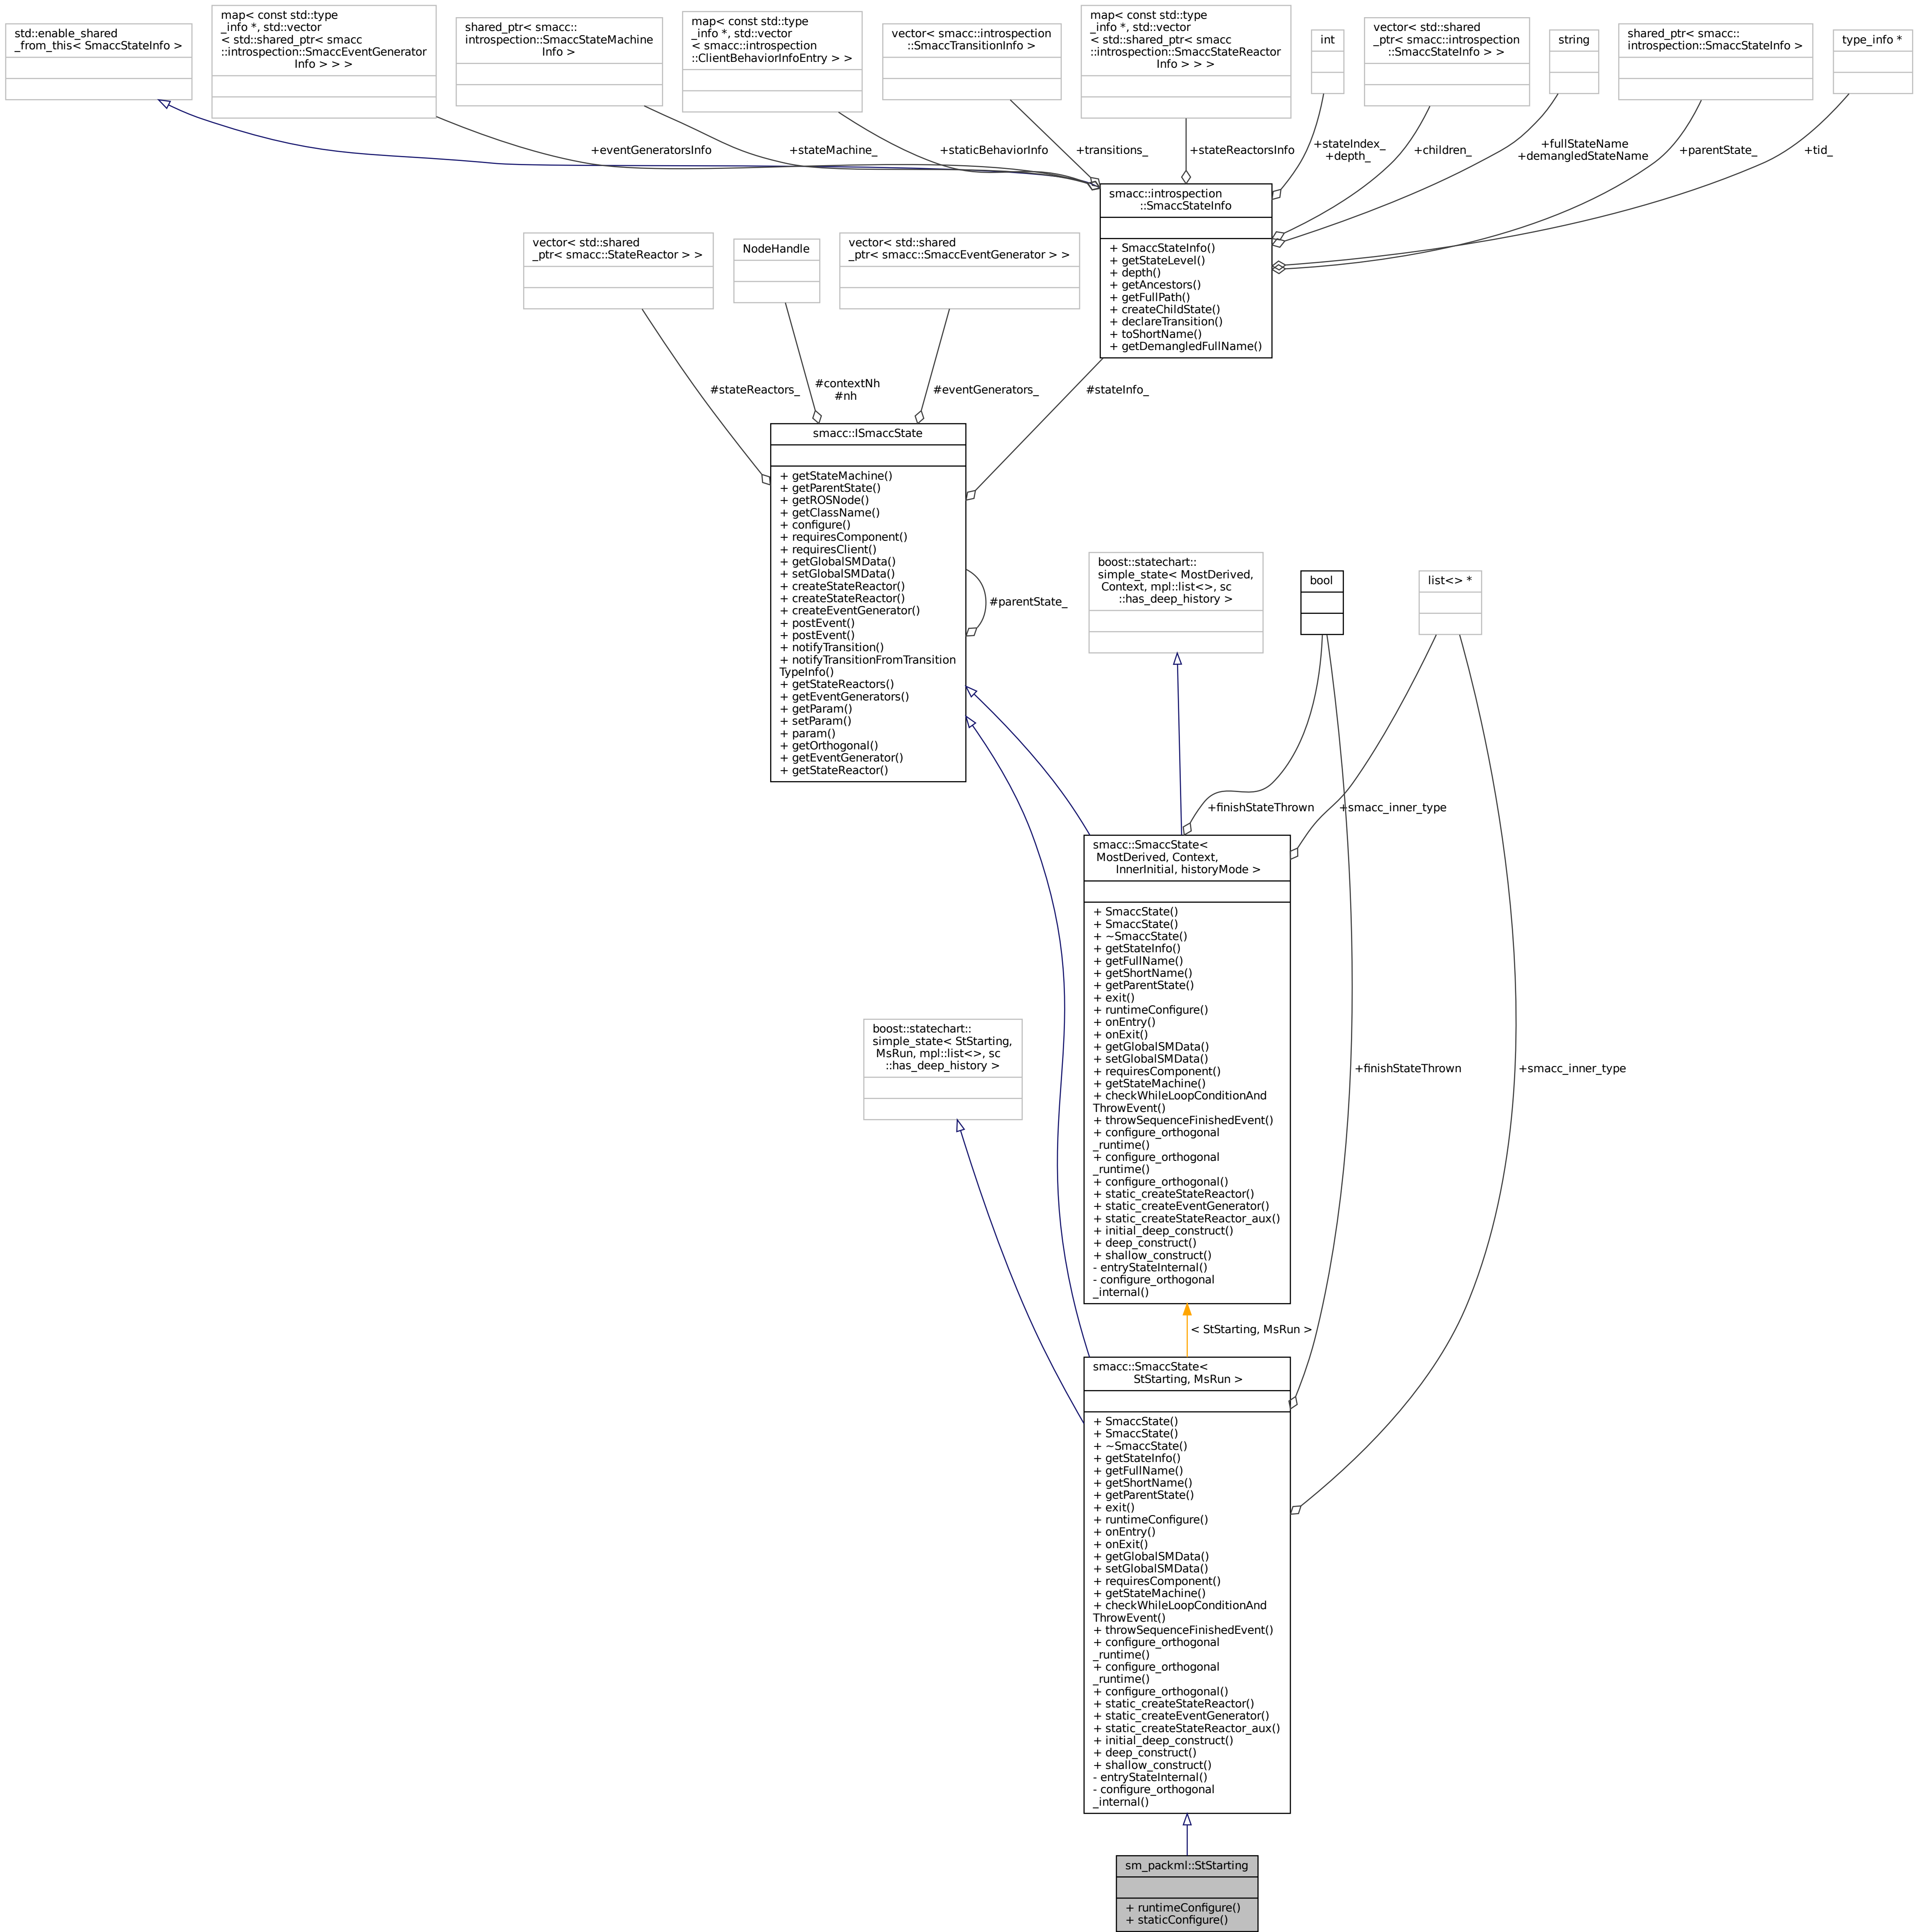 std::enable_shared
_from_this< SmaccStateInfo >
map< const std::type
_info *, std::vector
< std::shared_ptr< smacc
::introspection::SmaccEventGenerator
Info > > >
shared_ptr< smacc::
introspection::SmaccStateMachine
Info >
map< const std::type
_info *, std::vector
< smacc::introspection
::ClientBehaviorInfoEntry > >
vector< smacc::introspection
::SmaccTransitionInfo >
map< const std::type
_info *, std::vector
< std::shared_ptr< smacc
::introspection::SmaccStateReactor
Info > > >
int
vector< std::shared
_ptr< smacc::introspection
::SmaccStateInfo > >
string
shared_ptr< smacc::
introspection::SmaccStateInfo >
type_info *
+eventGeneratorsInfo
+stateMachine_
+staticBehaviorInfo
+transitions_
+stateReactorsInfo
+stateIndex_
+depth_
+children_
+fullStateName
+demangledStateName
+parentState_
+tid_
smacc::introspection
::SmaccStateInfo
+ SmaccStateInfo()
+ getStateLevel()
+ depth()
+ getAncestors()
+ getFullPath()
+ createChildState()
+ declareTransition()
+ toShortName()
+ getDemangledFullName()
vector< std::shared
_ptr< smacc::StateReactor > >
NodeHandle
vector< std::shared
_ptr< smacc::SmaccEventGenerator > >
#stateReactors_
#contextNh
#nh
#eventGenerators_
#stateInfo_
smacc::ISmaccState
+ getStateMachine()
+ getParentState()
+ getROSNode()
+ getClassName()
+ configure()
+ requiresComponent()
+ requiresClient()
+ getGlobalSMData()
+ setGlobalSMData()
+ createStateReactor()
+ createStateReactor()
+ createEventGenerator()
+ postEvent()
+ postEvent()
+ notifyTransition()
+ notifyTransitionFromTransition
TypeInfo()
+ getStateReactors()
+ getEventGenerators()
+ getParam()
+ setParam()
+ param()
+ getOrthogonal()
+ getEventGenerator()
+ getStateReactor()
#parentState_
boost::statechart::
simple_state< MostDerived,
Context, mpl::list<>, sc
::has_deep_history >
bool
list<> *
+finishStateThrown
+smacc_inner_type
smacc::SmaccState<
MostDerived, Context,
InnerInitial, historyMode >
+ SmaccState()
+ SmaccState()
+ ~SmaccState()
+ getStateInfo()
+ getFullName()
+ getShortName()
+ getParentState()
+ exit()
+ runtimeConfigure()
+ onEntry()
+ onExit()
+ getGlobalSMData()
+ setGlobalSMData()
+ requiresComponent()
+ getStateMachine()
+ checkWhileLoopConditionAnd
ThrowEvent()
+ throwSequenceFinishedEvent()
+ configure_orthogonal
_runtime()
+ configure_orthogonal
_runtime()
+ configure_orthogonal()
+ static_createStateReactor()
+ static_createEventGenerator()
+ static_createStateReactor_aux()
+ initial_deep_construct()
+ deep_construct()
+ shallow_construct()
- entryStateInternal()
- configure_orthogonal
_internal()
boost::statechart::
simple_state< StStarting,
MsRun, mpl::list<>, sc
::has_deep_history >
+finishStateThrown
+smacc_inner_type
< StStarting, MsRun >
smacc::SmaccState<
StStarting, MsRun >
+ SmaccState()
+ SmaccState()
+ ~SmaccState()
+ getStateInfo()
+ getFullName()
+ getShortName()
+ getParentState()
+ exit()
+ runtimeConfigure()
+ onEntry()
+ onExit()
+ getGlobalSMData()
+ setGlobalSMData()
+ requiresComponent()
+ getStateMachine()
+ checkWhileLoopConditionAnd
ThrowEvent()
+ throwSequenceFinishedEvent()
+ configure_orthogonal
_runtime()
+ configure_orthogonal
_runtime()
+ configure_orthogonal()
+ static_createStateReactor()
+ static_createEventGenerator()
+ static_createStateReactor_aux()
+ initial_deep_construct()
+ deep_construct()
+ shallow_construct()
- entryStateInternal()
- configure_orthogonal
_internal()
sm_packml::StStarting
+ runtimeConfigure()
+ staticConfigure()